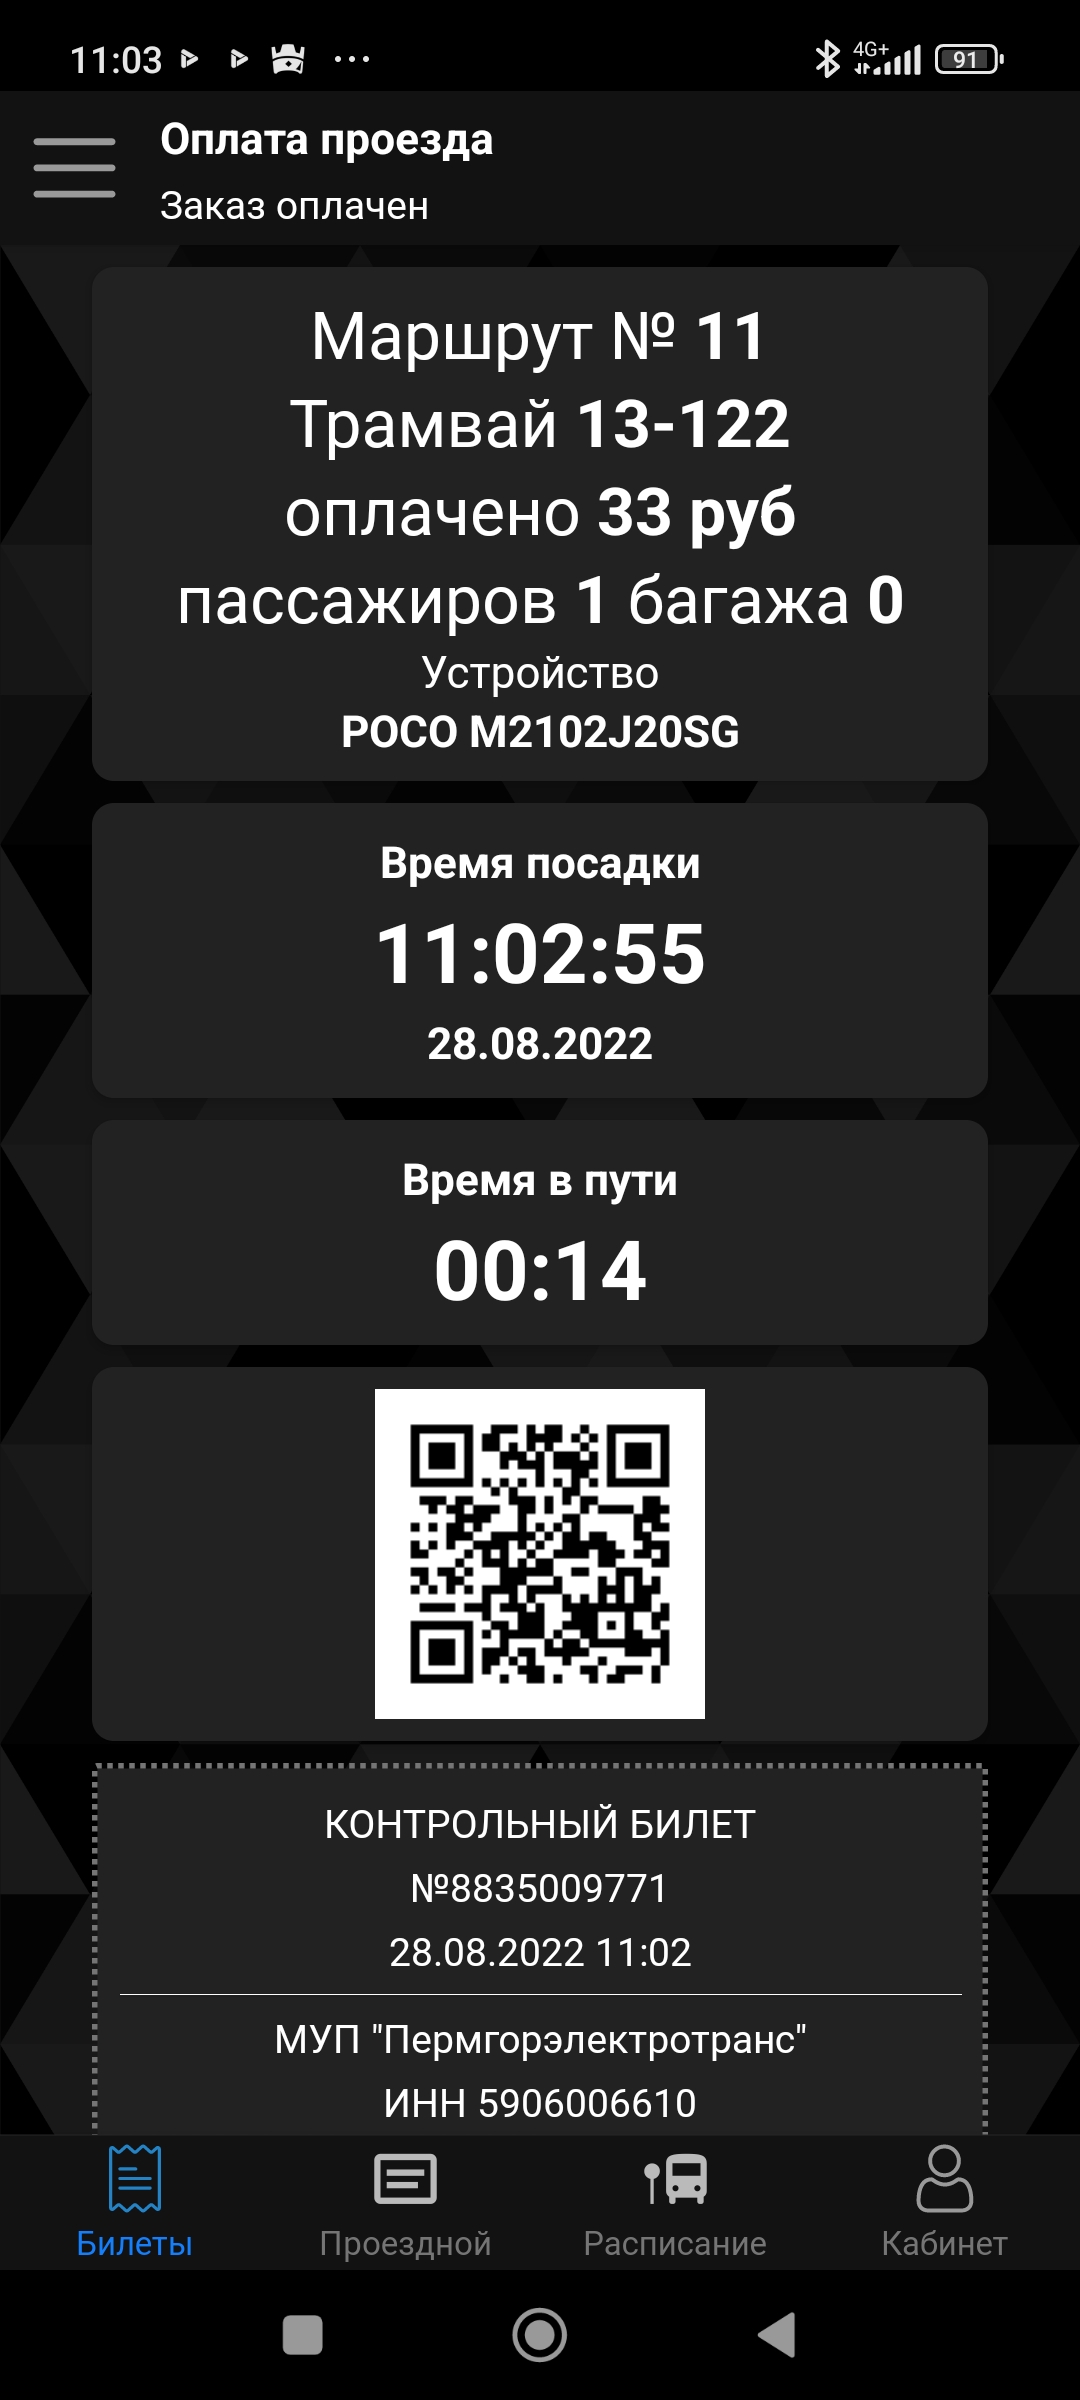 11:03
4G+
91
Оплата проезда
Заказ оплачен
Маршрут № 11
Трамвай 13-122
оплачено 33 руб
пассажиров 1 багажа 0
Устройство
POCO M2102J20SG
Время посадки
11:02:55
28.08.2022
Время в пути
00:14
КОНТРОЛЬНЫЙ БИЛЕТ
№8835009771
28.08.2022 11:02
МУП "Пермгорэлектротранс"
ИНН 5906006610
Билеты
Проездной
Расписание
Кабинет